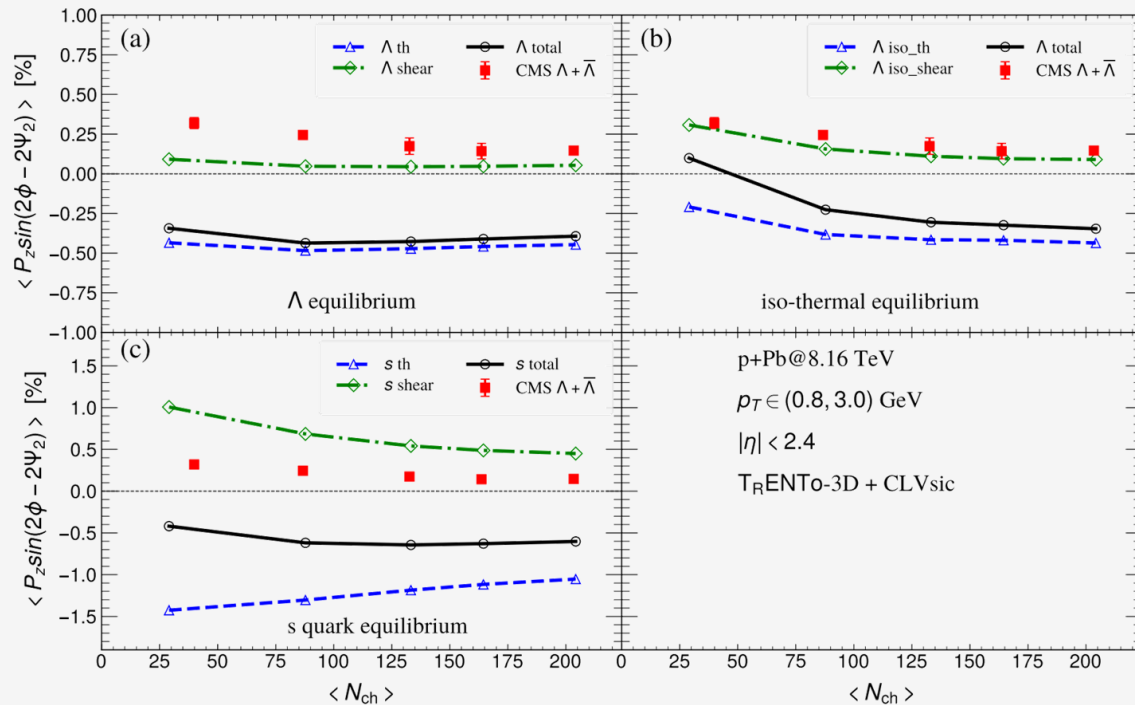 (a)
Λ th
Λ total
Λ shear
CMS Λ + Λ̅
< P_z sin(2ϕ − 2Ψ_2) > [%]
1.00
0.75
0.50
0.25
0.00
−0.25
−0.50
−0.75
−1.00
Λ equilibrium
(b)
Λ iso_th
Λ total
Λ iso_shear
CMS Λ + Λ̅
iso-thermal equilibrium
(c)
s th
s total
s shear
CMS Λ + Λ̅
< P_z sin(2ϕ − 2Ψ_2) > [%]
1.5
1.0
0.5
0.0
−0.5
−1.0
−1.5
s quark equilibrium
0 25 50 75 100 125 150 175 200
< N_ch >
p+Pb@8.16 TeV
p_T ∈ (0.8, 3.0) GeV
|η| < 2.4
T_RENTo-3D + CLVsic
0 25 50 75 100 125 150 175 200
< N_ch >